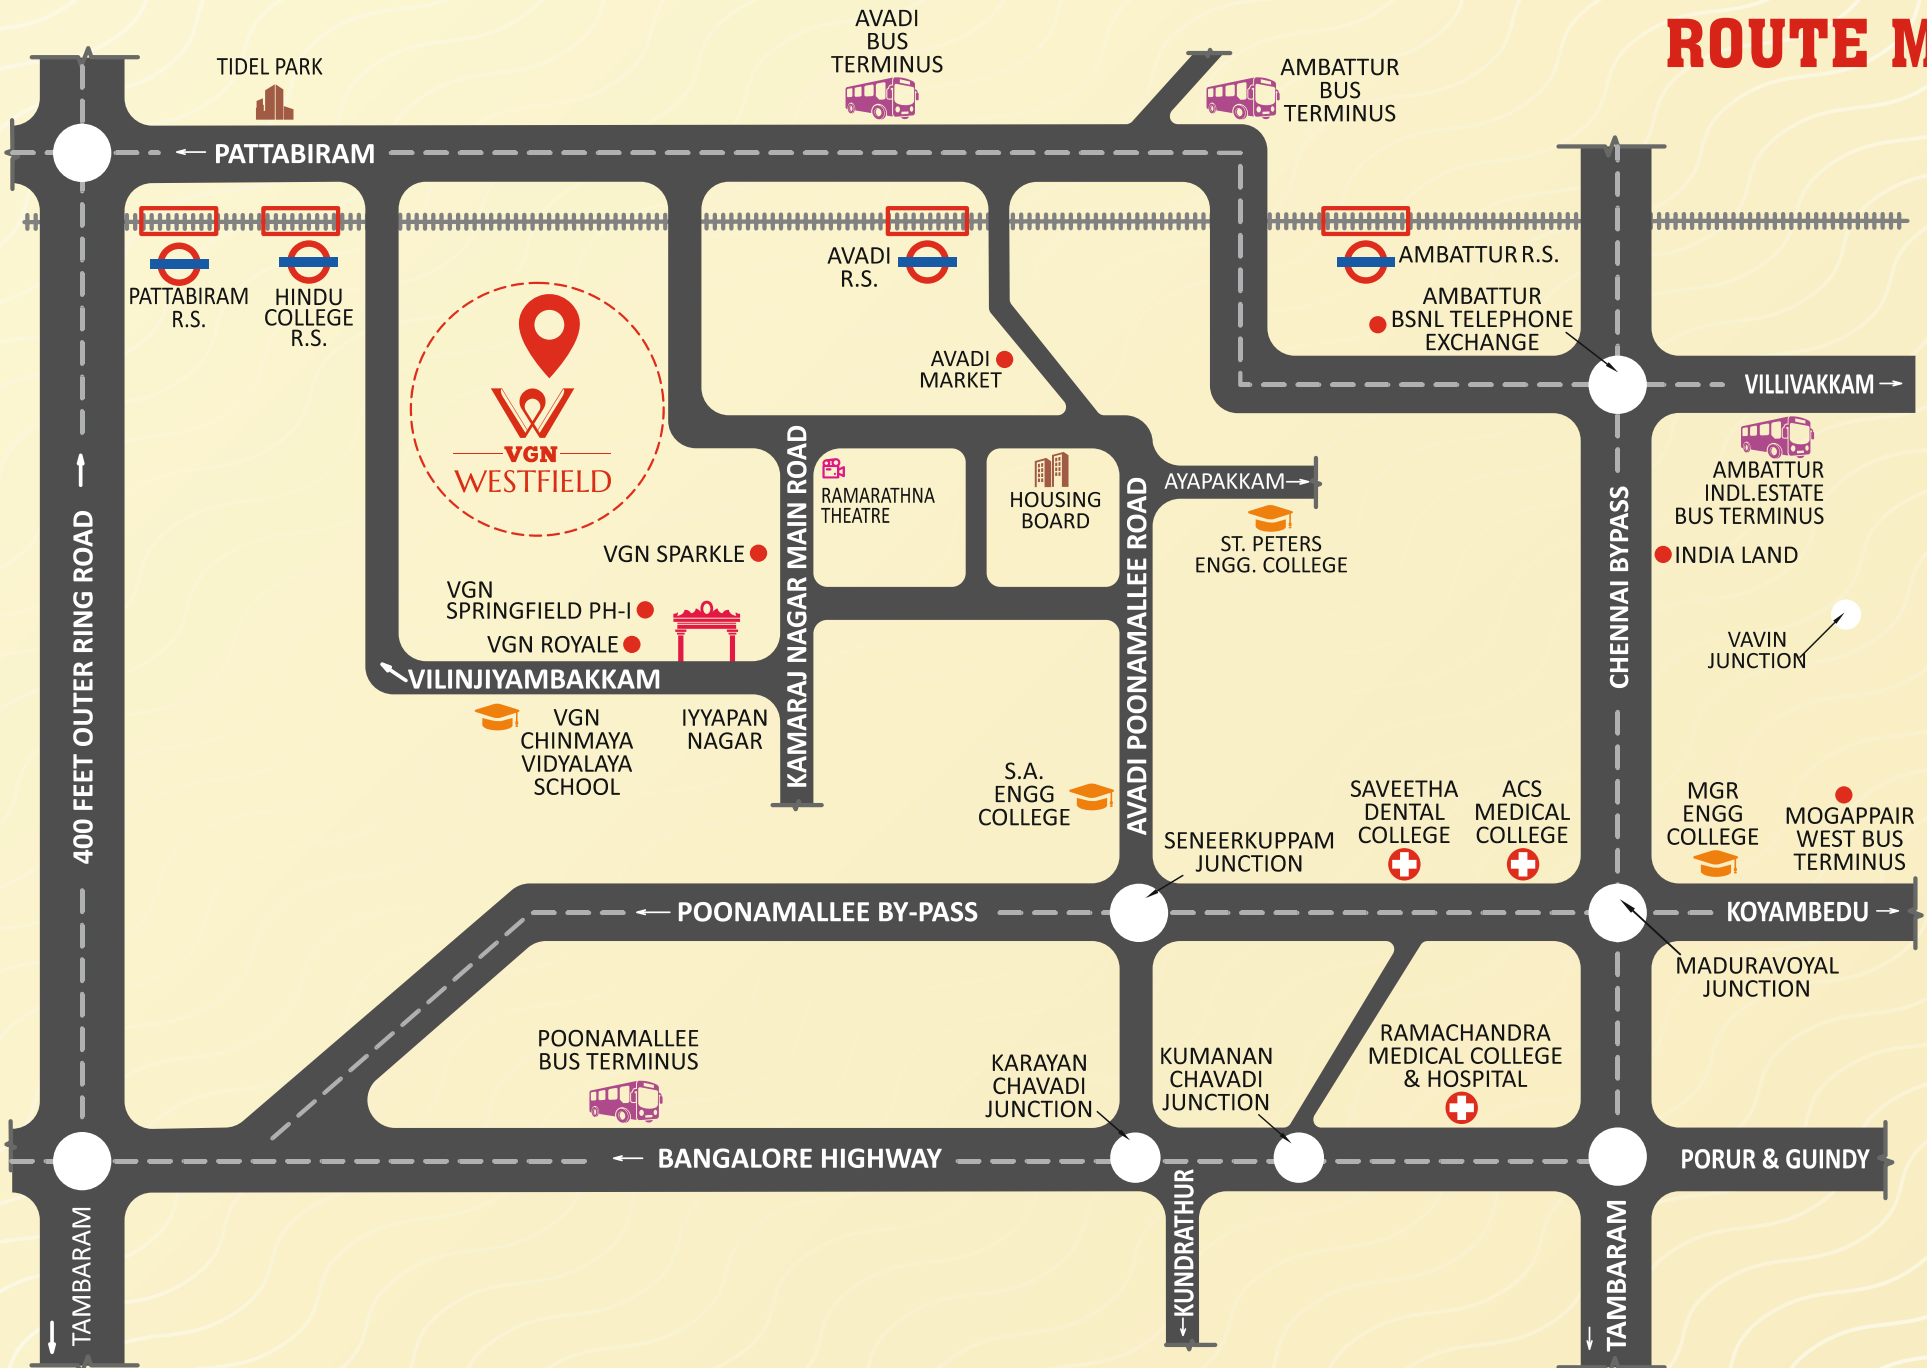 ROUTE M
TIDEL PARK
AVADI
BUS
TERMINUS
AMBATTUR
BUS
TERMINUS
PATTABIRAM
PATTABIRAM
R.S.
HINDU
COLLEGE
R.S.
AVADI
R.S.
AMBATTUR R.S.
AMBATTUR
BSNL TELEPHONE
EXCHANGE
AVADI
MARKET
VILLIVAKKAM
VGN
WESTFIELD
KAMARAJ NAGAR MAIN ROAD
RAMARATHNA
THEATRE
HOUSING
BOARD
AVADI POONAMALLEE ROAD
AYAPAKKAM
ST. PETERS
ENGG. COLLEGE
CHENNAI BYPASS
AMBATTUR
INDL.ESTATE
BUS TERMINUS
INDIA LAND
VAVIN
JUNCTION
400 FEET OUTER RING ROAD
VGN SPARKLE
VGN
SPRINGFIELD PH-I
VGN ROYALE
VILINJIYAMBAKKAM
VGN
CHINMAYA
VIDYALAYA
SCHOOL
IYYAPAN
NAGAR
S.A.
ENGG
COLLEGE
SENEERKUPPAM
JUNCTION
SAVEETHA
DENTAL
COLLEGE
ACS
MEDICAL
COLLEGE
MGR
ENGG
COLLEGE
MOGAPPAIR
WEST BUS
TERMINUS
POONAMALLEE BY-PASS
KOYAMBEDU
MADURAVOYAL
JUNCTION
POONAMALLEE
BUS TERMINUS
KARAYAN
CHAVADI
JUNCTION
KUMANAN
CHAVADI
JUNCTION
RAMACHANDRA
MEDICAL COLLEGE
& HOSPITAL
BANGALORE HIGHWAY
PORUR & GUINDY
TAMBARAM
KUNDRATHUR
TAMBARAM